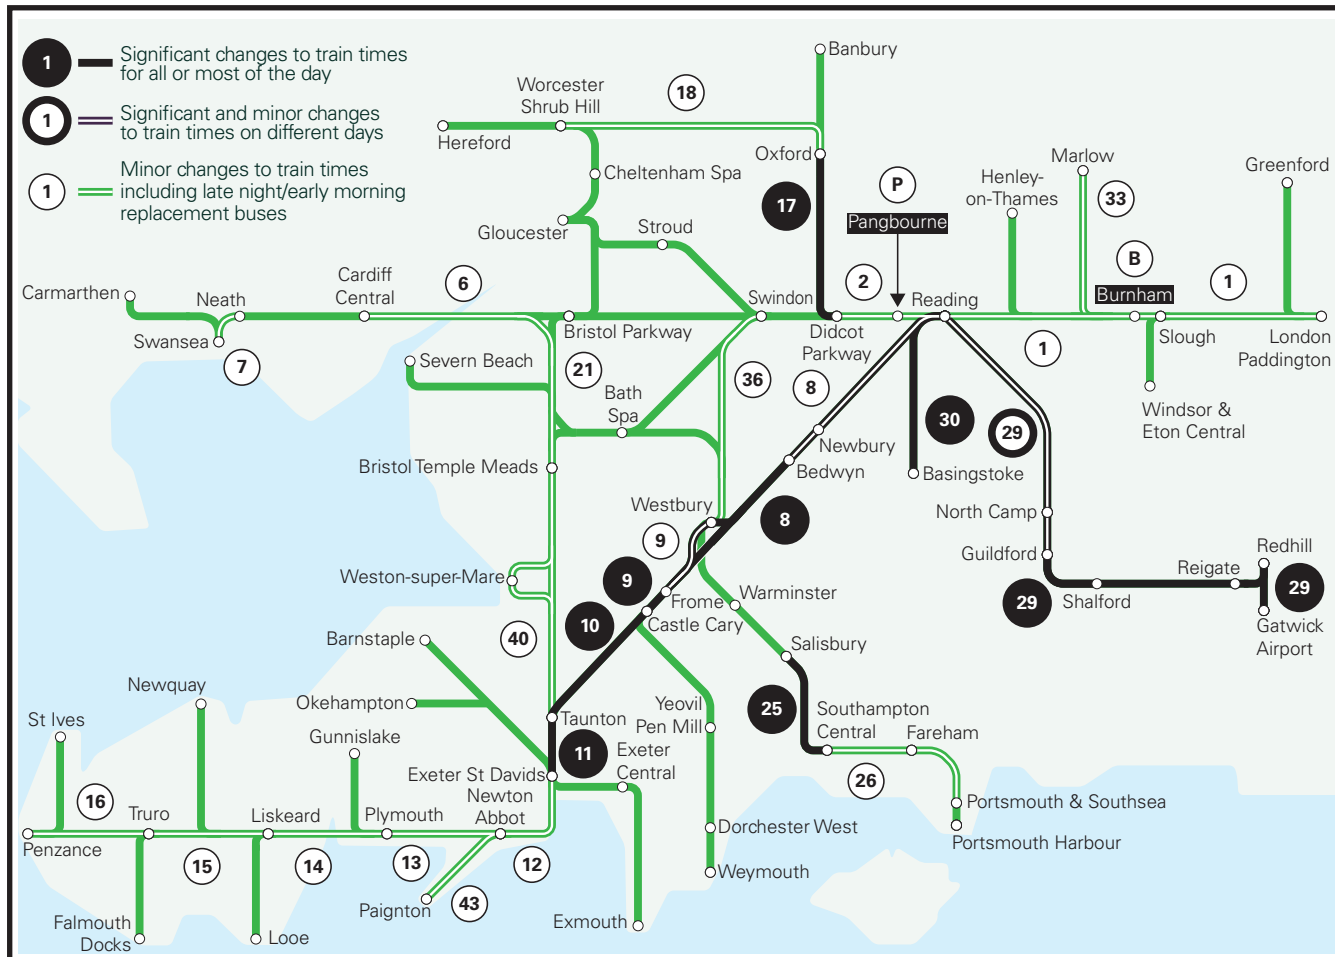 1
Significant changes to train times
for all or most of the day
1
Significant and minor changes
to train times on different days
1
Minor changes to train times
including late night/early morning
replacement buses
Banbury
Worcester
Shrub Hill
18
Hereford
Oxford
Cheltenham Spa
17
P
Pangbourne
Henley-
on-Thames
Marlow
33
Greenford
Gloucester
Stroud
B
Burnham
1
Carmarthen
Neath
Cardiff
Central
6
Swindon
2
Reading
Swansea
7
Bristol Parkway
Didcot
Parkway
1
Slough
London
Paddington
Severn Beach
21
36
8
Bath
Spa
Windsor &
Eton Central
Newbury
30
29
Bristol Temple Meads
Bedwyn
Basingstoke
Westbury
8
North Camp
9
Guildford
Redhill
Weston-super-Mare
9
Frome
Warminster
29
Shalford
Reigate
29
Castle Cary
10
Gatwick
Airport
Barnstaple
40
Salisbury
Newquay
Okehampton
Yeovil
Pen Mill
25
Southampton
Central
Fareham
St Ives
Gunnislake
Taunton
11
Exeter
Central
Exeter St Davids
26
16
Truro
Liskeard
Plymouth
Newton
Abbot
Portsmouth & Southsea
Penzance
15
14
13
12
Dorchester West
Portsmouth Harbour
43
Paignton
Weymouth
Falmouth
Docks
Looe
Exmouth